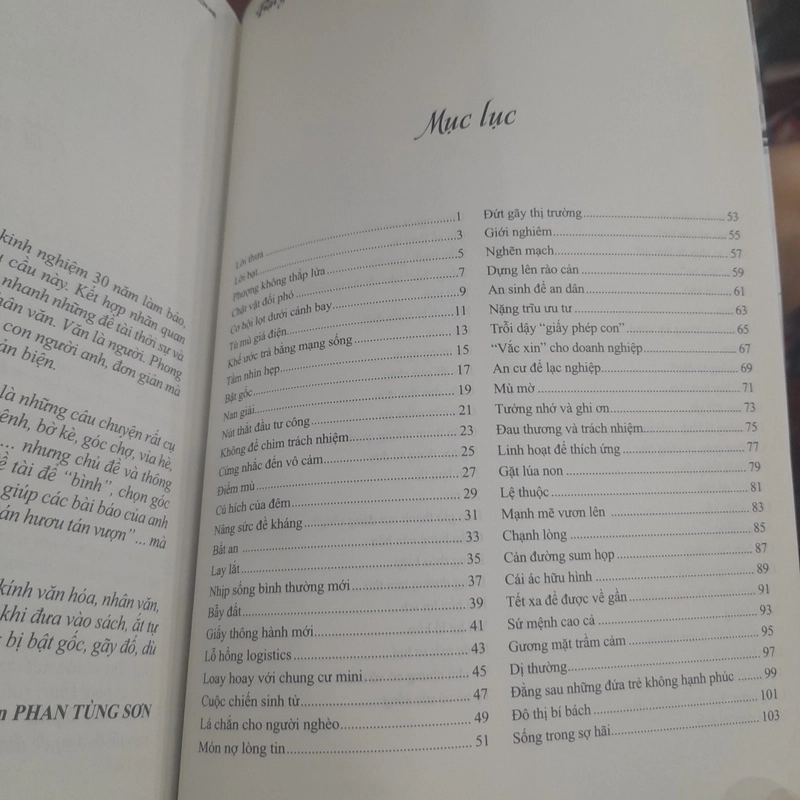 kinh nghiệm 30 năm làm báo,
cầu này. Kết hợp nhãn quan
nhanh những đề tài thời sự và
văn. Văn là người. Phong
con người anh, đơn giản mà
biện.
là những câu chuyện rất cụ
bờ kè, góc chợ, vỉa hè,
... nhưng chủ đề và thông
tài để “bình”, chọn góc
giúp các bài báo của anh
hươu tán vượn”... mà
kính văn hóa, nhân văn,
khi đưa vào sách, ắt tự
bị bật gốc, gãy đổ, dù
PHAN TÙNG SƠN
Mục lục
Lời thưa 1
Lời bạt 3
Phượng không thắp lửa 5
Chật vật đối phó 7
Cơ hội lọt dưới cánh bay 9
Tù mù giá điện 11
Khế ước trả bằng mạng sống 13
Tầm nhìn hẹp 15
Bật gốc 17
Nan giải 19
Nút thắt đầu tư công 21
Không để chìm trách nhiệm 23
Cứng nhắc đến vô cảm 25
Điểm mù 27
Cú hích của đêm 29
Nâng sức đề kháng 31
Bất an 33
Lay lắt 35
Nhịp sống bình thường mới 37
Bẫy đất 39
Giấy thông hành mới 41
Lỗ hổng logistics 43
Loay hoay với chung cư mini 45
Cuộc chiến sinh tử 47
Lá chắn cho người nghèo 49
Món nợ lòng tin 51
Đứt gãy thị trường 53
Giới nghiêm 55
Nghẽn mạch 57
Dựng lên rào cản 59
An sinh để an dân 61
Nặng trĩu ưu tư 63
Trỗi dậy “giấy phép con” 65
“Vắc xin” cho doanh nghiệp 67
An cư để lạc nghiệp 69
Mù mờ 71
Tưởng nhớ và ghi ơn 73
Đau thương và trách nhiệm 75
Linh hoạt để thích ứng 77
Gặt lúa non 79
Lệ thuộc 81
Mạnh mẽ vươn lên 83
Chạnh lòng 85
Cản đường sum họp 87
Cái ác hữu hình 89
Tết xa để được về gần 91
Sứ mệnh cao cả 93
Gương mặt trầm cảm 95
Dị thường 97
Đằng sau những đứa trẻ không hạnh phúc 99
Đô thị bí bách 101
Sống trong sợ hãi 103